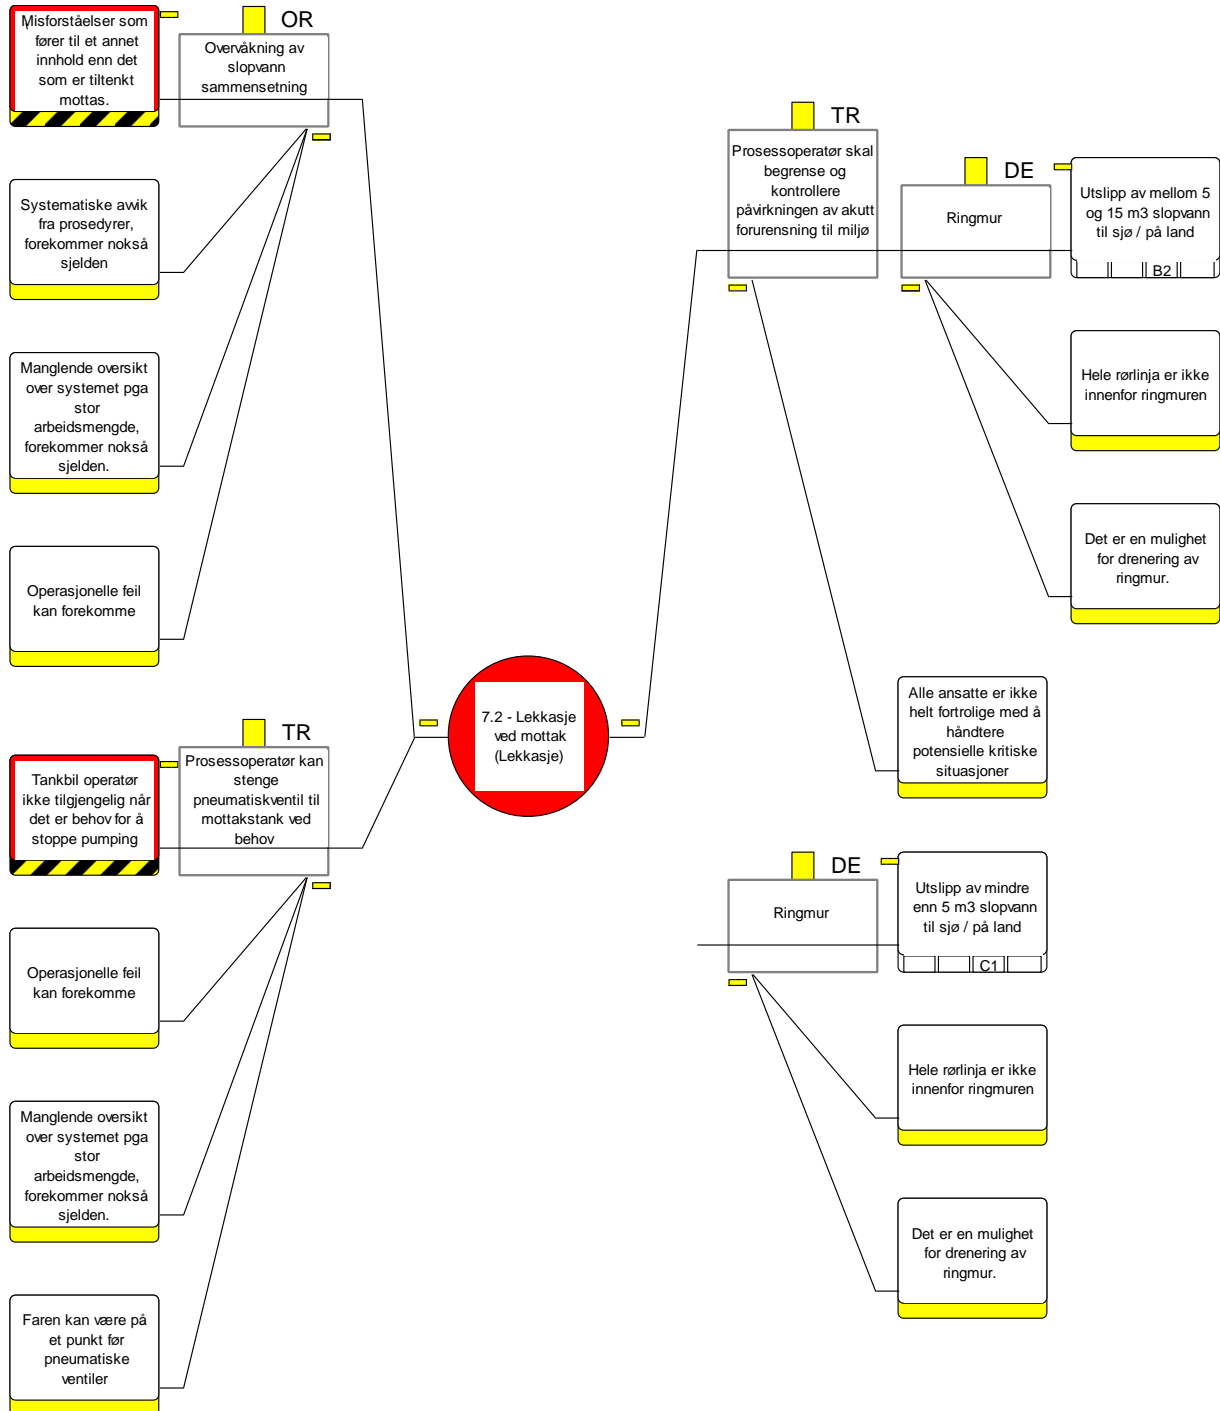 Misforståelser som
fører til et annet
innhold enn det
som er tiltenkt
mottas.
OR
Overvåkning av
slopvann
sammensetning
Systematiske avvik
fra prosedyrer,
forekommer nokså
sjelden
Manglende oversikt
over systemet pga
stor
arbeidsmengde,
forekommer nokså
sjelden.
Operasjonelle feil
kan forekomme
TR
Prosessoperatør kan
stenge
pneumatiskventil til
mottakstank ved
behov
Tankbil operatør
ikke tilgjengelig når
det er behov for å
stoppe pumping
Operasjonelle feil
kan forekomme
Manglende oversikt
over systemet pga
stor
arbeidsmengde,
forekommer nokså
sjelden.
Faren kan være på
et punkt før
pneumatiske
ventiler
7.2 - Lekkasje
ved mottak
(Lekkasje)
TR
Prosessoperatør skal
begrense og
kontrollere
påvirkningen av akutt
forurensning til miljø
DE
Ringmur
Utslipp av mellom 5
og 15 m3 slopvann
til sjø / på land
B2
Hele rørlinja er ikke
innenfor ringmuren
Det er en mulighet
for drenering av
ringmur.
Alle ansatte er ikke
helt fortrolige med å
håndtere
potensielle kritiske
situasjoner
DE
Ringmur
Utslipp av mindre
enn 5 m3 slopvann
til sjø / på land
C1
Hele rørlinja er ikke
innenfor ringmuren
Det er en mulighet
for drenering av
ringmur.